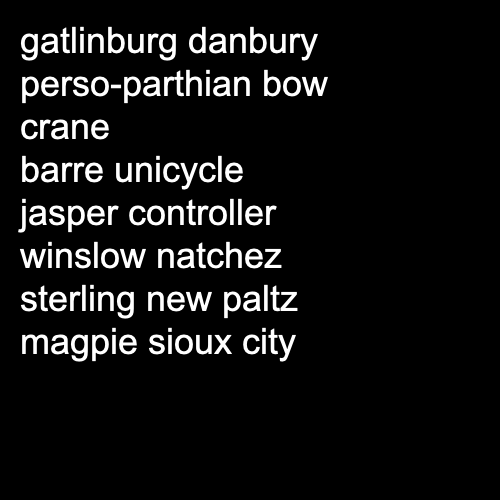 gatlinburg danbury
perso-parthian bow
crane
barre unicycle
jasper controller
winslow natchez
sterling new paltz
magpie sioux city